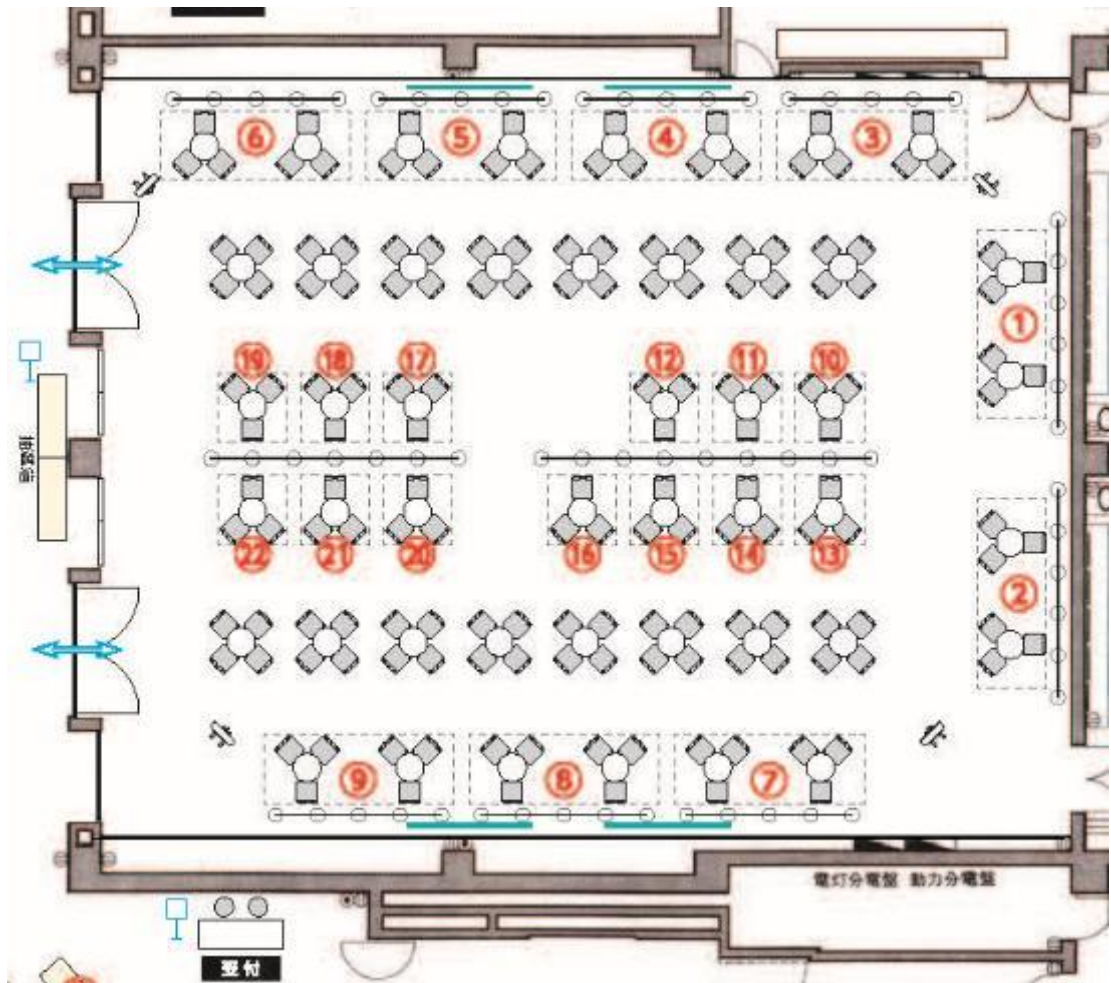 ⑥ ⑤ ④ ③
①
⑲ ⑱ ⑰ ⑫ ⑪ ⑩
㉒ ㉑ ⑳ ⑯ ⑮ ⑭ ⑬
②
⑨ ⑧ ⑦
電灯分電盤 動力分電盤
受付